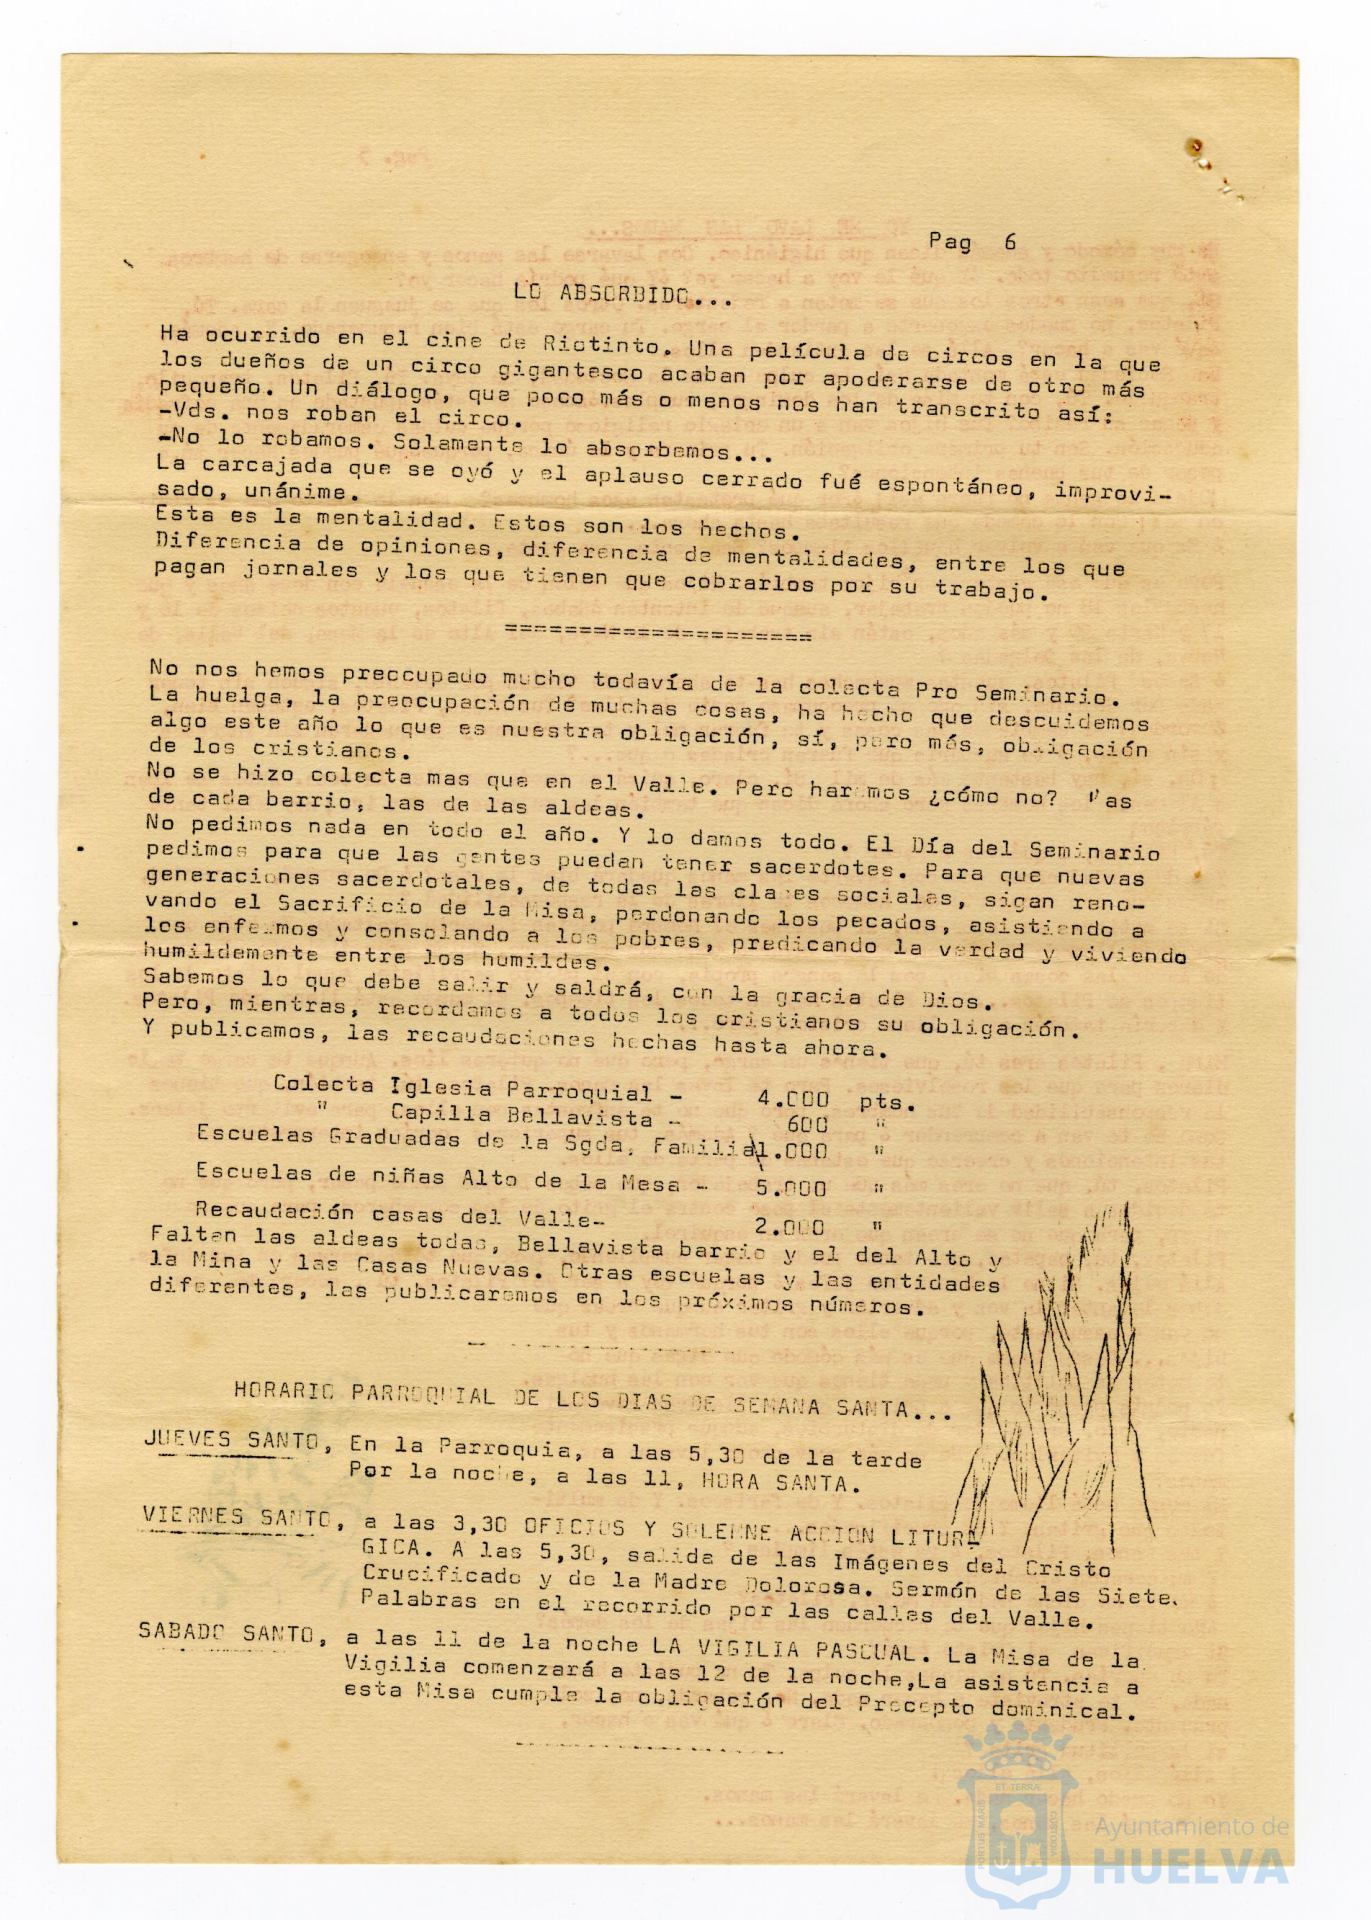 Pag 6
LO ABSORBIDO...
Ha ocurrido en el cine de Riotinto. Una película de circos en la que
los dueños de un circo gigantesco acaban por apoderarse de otro más
pequeño. Un diálogo, que poco más o menos nos han transcrito así:
-Vds. nos roban el circo.
-No lo robamos. Solamente lo absorbemos...
La carcajada que se oyó y el aplauso cerrado fué espontáneo, improvi-
sado, unánime.
Esta es la mentalidad. Estos son los hechos.
Diferencia de opiniones, diferencia de mentalidades, entre los que
pagan jornales y los que tienen que cobrarlos por su trabajo.
=====================
No nos hemos preocupado mucho todavía de la colecta Pro Seminario.
La huelga, la preocupación de muchas cosas, ha hecho que descuidemos
algo este año lo que es nuestra obligación, sí, pero más, obligación
de los cristianos.
No se hizo colecta mas que en el Valle. Pero haremos ¿cómo no? las
de cada barrio, las de las aldeas.
No pedimos nada en todo el año. Y lo damos todo. El Día del Seminario
pedimos para que las gentes puedan tener sacerdotes. Para que nuevas
generaciones sacerdotales, de todas las clases sociales, sigan reno-
vando el Sacrificio de la Misa, perdonando los pecados, asistiendo a
los enfermos y consolando a los pobres, predicando la verdad y viviendo
humildemente entre los humildes.
Sabemos lo que debe salir y saldrá, con la gracia de Dios.
Pero, mientras, recordamos a todos los cristianos su obligación.
Y publicamos, las recaudaciones hechas hasta ahora.
Colecta Iglesia Parroquial - 4.000 pts.
" Capilla Bellavista - 600 "
Escuelas Graduadas de la Sgda, Familia 1.000 "
Escuelas de niñas Alto de la Mesa - 5.000 "
Recaudación casas del Valle- 2.000 "
Faltan las aldeas todas, Bellavista barrio y el del Alto y
la Mina y las Casas Nuevas. Otras escuelas y las entidades
diferentes, las publicaremos en los próximos números.
HORARIO PARROQUIAL DE LOS DIAS DE SEMANA SANTA...
JUEVES SANTO, En la Parroquia, a las 5,30 de la tarde
Por la noche, a las 11, HORA SANTA.
VIERNES SANTO, a las 3,30 OFICIOS Y SOLEMNE ACCION LITUR-
GICA. A las 5,30, salida de las Imágenes del Cristo
Crucificado y de la Madre Dolorosa. Sermón de las Siete
Palabras en el recorrido por las calles del Valle.
SABADO SANTO, a las 11 de la noche LA VIGILIA PASCUAL. La Misa de la
Vigilia comenzará a las 12 de la noche,La asistencia a
esta Misa cumple la obligación del Precepto dominical.
PORTUS MARIS ET TERRAE CUSTODIA
Ayuntamiento de
HUELVA